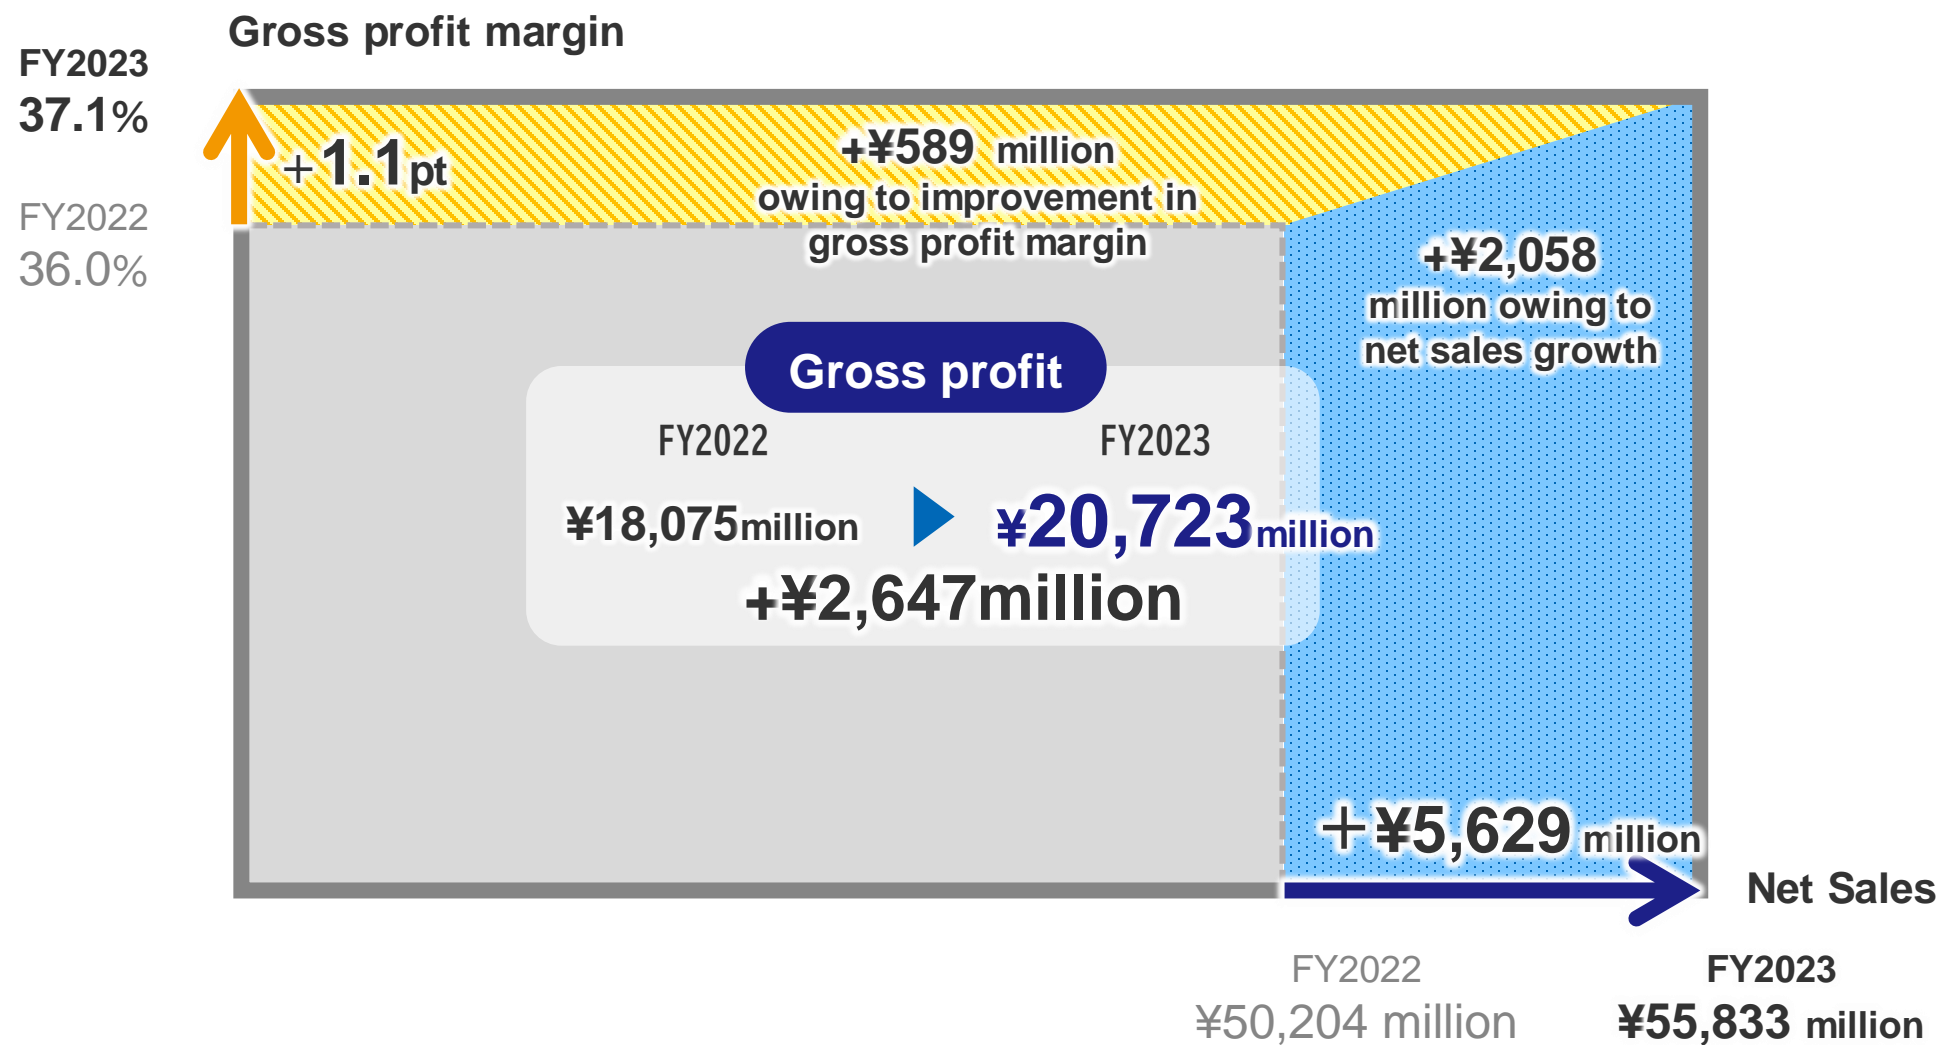 Gross profit margin
FY2023
37.1%
+1.1pt
FY2022
36.0%
+¥589 million
owing to improvement in
gross profit margin
+¥2,058
million owing to
net sales growth
Gross profit
FY2022
FY2023
¥18,075million
¥20,723million
+¥2,647million
+¥5,629 million
Net Sales
FY2022
¥50,204 million
FY2023
¥55,833 million